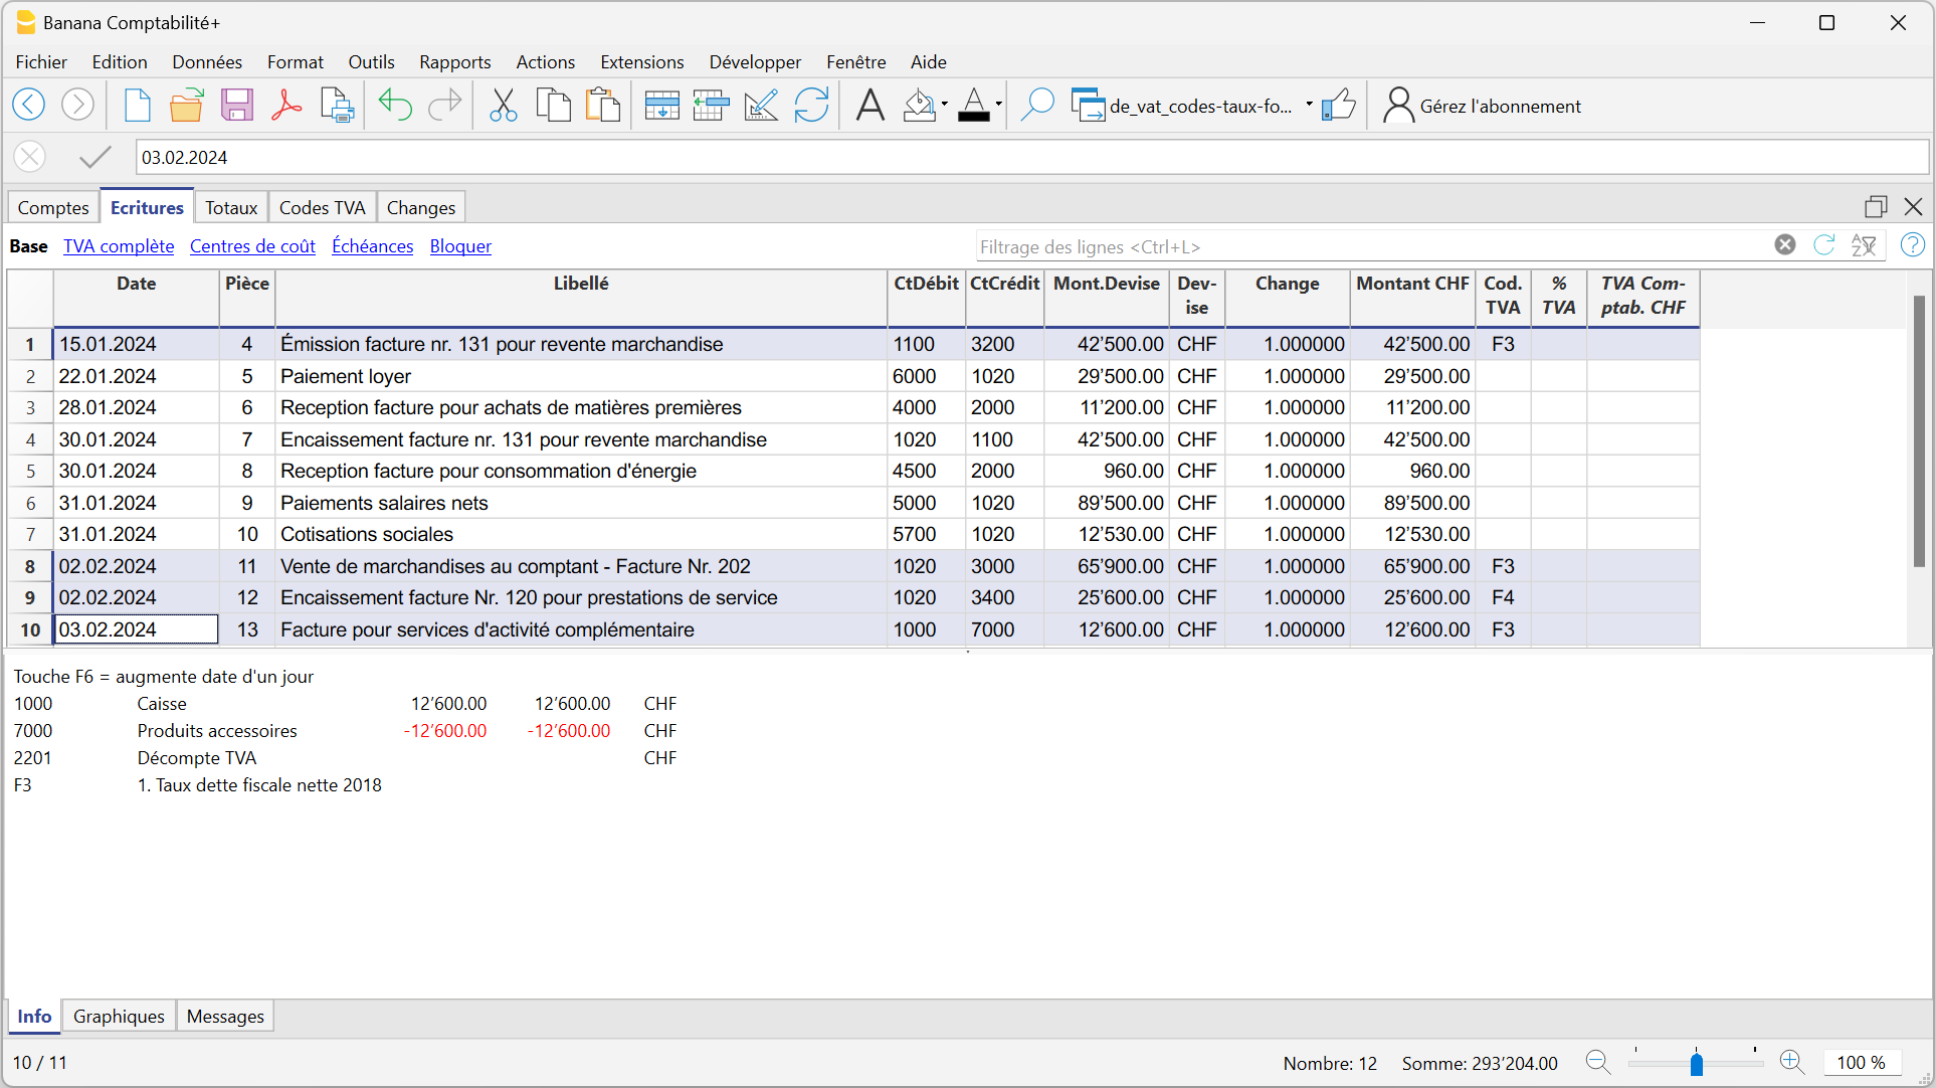 Banana Comptabilité+
Fichier Edition Données Format Outils Rapports Actions Extensions Développer Fenêtre Aide
de_vat_codes-taux-fo... Gérez l'abonnement
03.02.2024
Comptes Ecritures Totaux Codes TVA Changes
Base TVA complète Centres de coût Échéances Bloquer Filtrage des lignes <Ctrl+L>
Date Pièce Libellé CtDébit CtCrédit Mont.Devise Dev- Change Montant CHF Cod. % TVA Com-
ise TVA TVA ptab. CHF
1 15.01.2024 4 Émission facture nr. 131 pour revente marchandise 1100 3200 42’500.00 CHF 1.000000 42’500.00 F3
2 22.01.2024 5 Paiement loyer 6000 1020 29’500.00 CHF 1.000000 29’500.00
3 28.01.2024 6 Reception facture pour achats de matières premières 4000 2000 11’200.00 CHF 1.000000 11’200.00
4 30.01.2024 7 Encaissement facture nr. 131 pour revente marchandise 1020 1100 42’500.00 CHF 1.000000 42’500.00
5 30.01.2024 8 Reception facture pour consommation d'énergie 4500 2000 960.00 CHF 1.000000 960.00
6 31.01.2024 9 Paiements salaires nets 5000 1020 89’500.00 CHF 1.000000 89’500.00
7 31.01.2024 10 Cotisations sociales 5700 1020 12’530.00 CHF 1.000000 12’530.00
8 02.02.2024 11 Vente de marchandises au comptant - Facture Nr. 202 1020 3000 65’900.00 CHF 1.000000 65’900.00 F3
9 02.02.2024 12 Encaissement facture Nr. 120 pour prestations de service 1020 3400 25’600.00 CHF 1.000000 25’600.00 F4
10 03.02.2024 13 Facture pour services d'activité complémentaire 1000 7000 12’600.00 CHF 1.000000 12’600.00 F3
Touche F6 = augmente date d'un jour
1000 Caisse 12’600.00 12’600.00 CHF
7000 Produits accessoires -12’600.00 -12’600.00 CHF
2201 Décompte TVA CHF
F3 1. Taux dette fiscale nette 2018
Info Graphiques Messages
10 / 11 Nombre: 12 Somme: 293’204.00 100 %